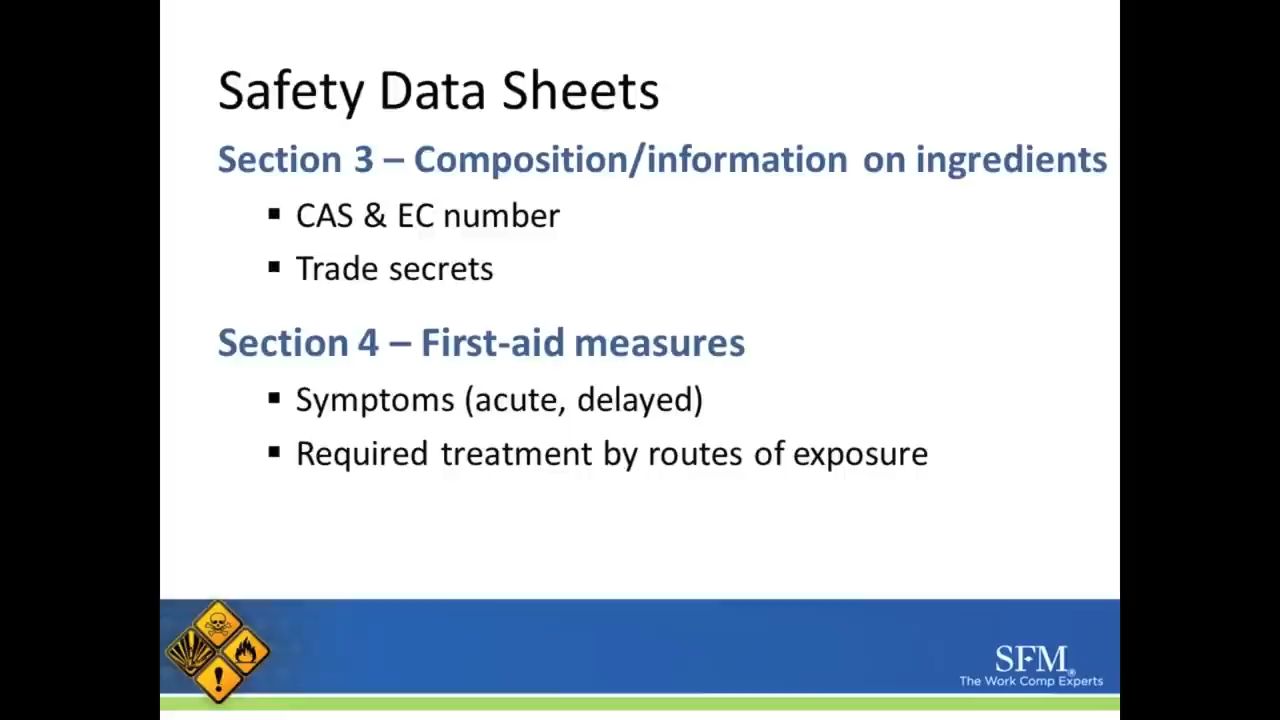 Safety Data Sheets
Section 3 – Composition/information on ingredients
▪ CAS & EC number
▪ Trade secrets
Section 4 – First-aid measures
▪ Symptoms (acute, delayed)
▪ Required treatment by routes of exposure
SFM®
The Work Comp Experts